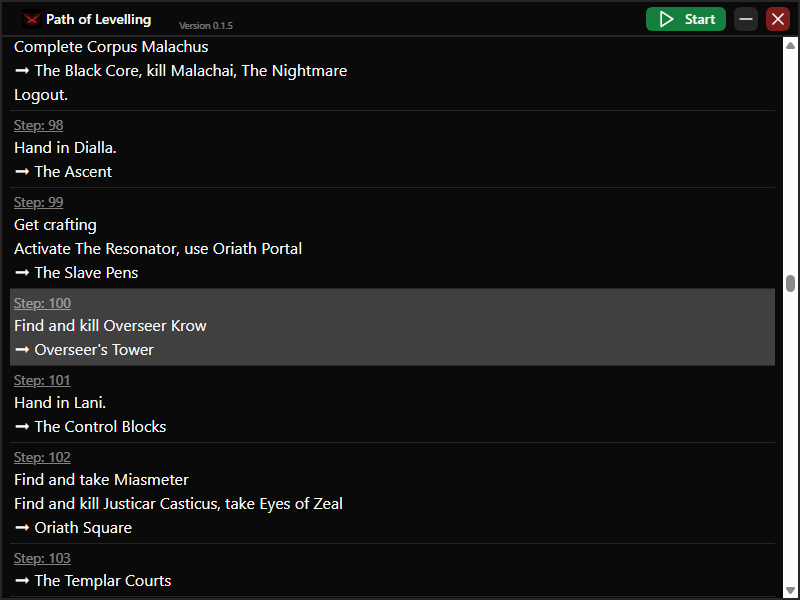 Path of Levelling
Version 0.1.5
Start
Complete Corpus Malachus
→ The Black Core, kill Malachai, The Nightmare
Logout.
Step: 98
Hand in Dialla.
→ The Ascent
Step: 99
Get crafting
Activate The Resonator, use Oriath Portal
→ The Slave Pens
Step: 100
Find and kill Overseer Krow
→ Overseer's Tower
Step: 101
Hand in Lani.
→ The Control Blocks
Step: 102
Find and take Miasmeter
Find and kill Justicar Casticus, take Eyes of Zeal
→ Oriath Square
Step: 103
→ The Templar Courts